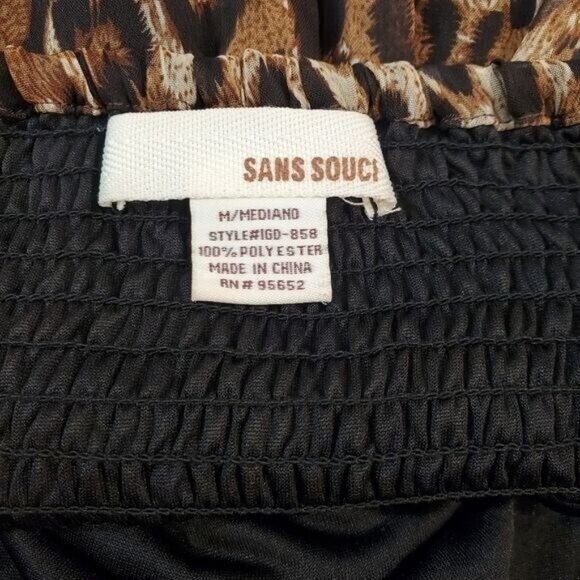 SANS SOUCI
M/MEDIANO
STYLE#IGD-858
100% POLYESTER
MADE IN CHINA
RN# 95652